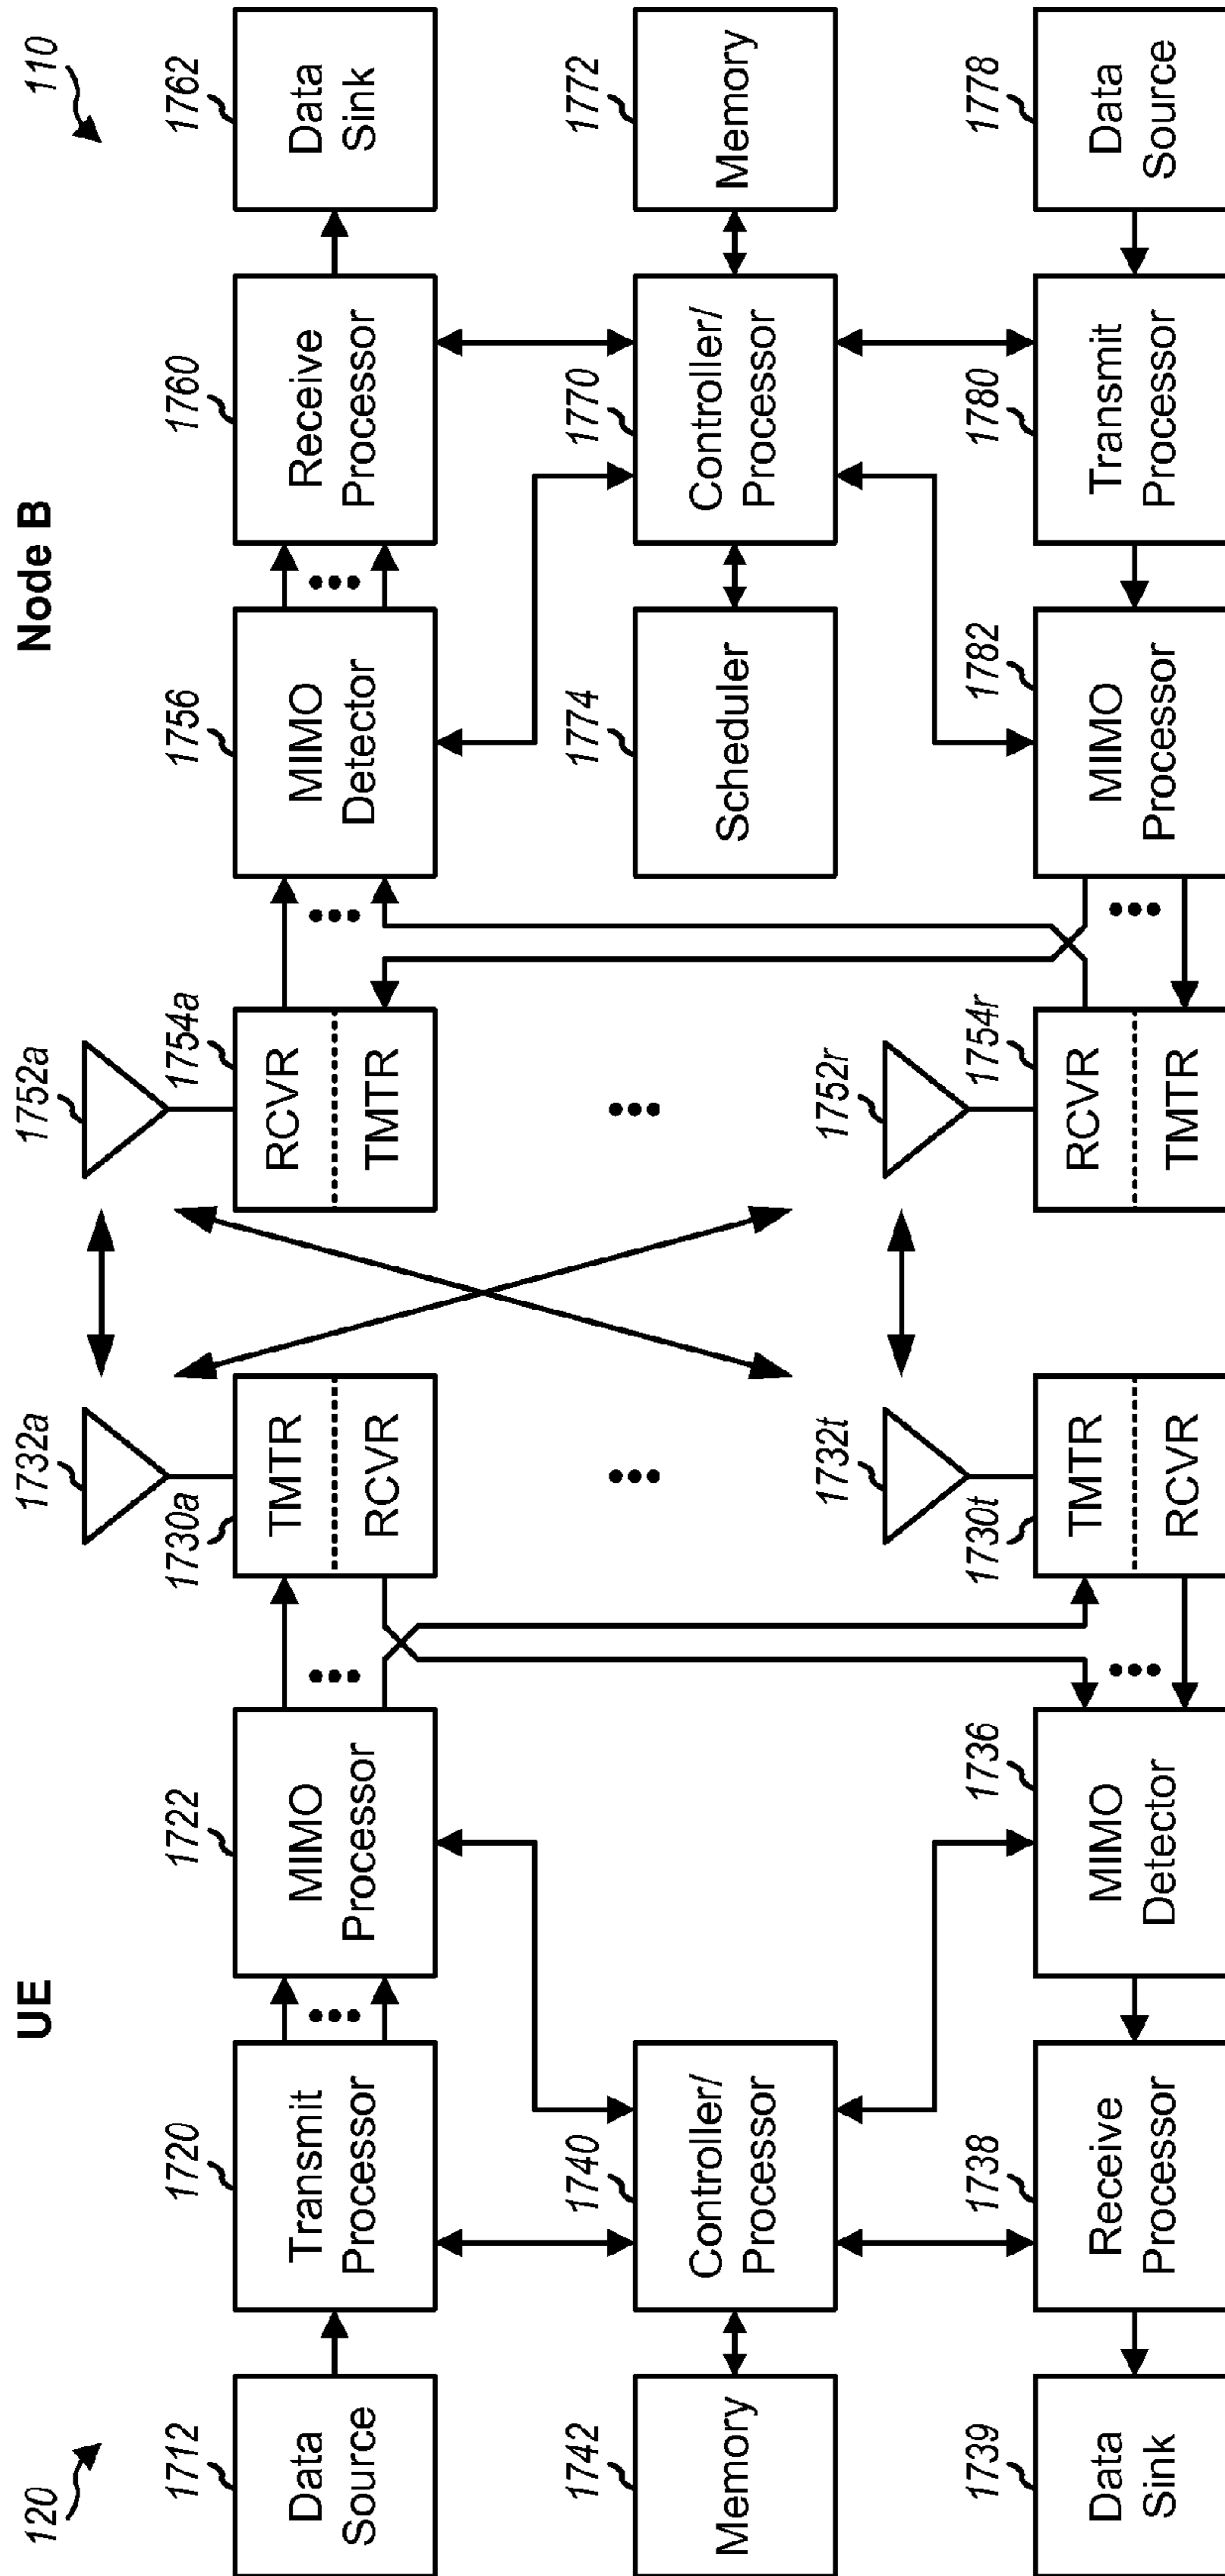 UE
Node B
120
110
1712
Data
Source
1720
Transmit
Processor
1722
MIMO
Processor
1732a
1730a
TMTR
RCVR
1752a
1754a
RCVR
TMTR
1756
MIMO
Detector
1760
Receive
Processor
1762
Data
Sink
1742
Memory
1740
Controller/
Processor
1774
Scheduler
1770
Controller/
Processor
1772
Memory
1739
Data
Sink
1738
Receive
Processor
1736
MIMO
Detector
1732t
1730t
TMTR
RCVR
1752r
1754r
RCVR
TMTR
1782
MIMO
Processor
1780
Transmit
Processor
1778
Data
Source